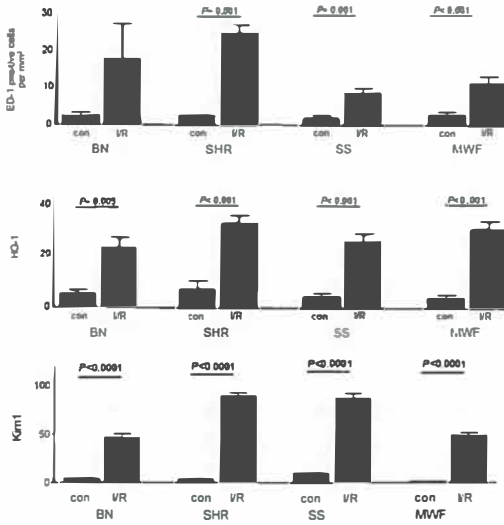 ED-1 positive cells
per mm²
30
20
10
0
P= 0.001
P= 0.001
P< 0.001
con I/R con I/R con I/R con I/R
BN SHR SS MWF
HO-1
40
20
0
P< 0.001
P< 0.001
P< 0.001
con I/R con I/R con I/R con I/R
BN SHR SS MWF
Kim1
100
50
0
P<0.0001 P<0.0001 P<0.0001 P<0.0001
con I/R con I/R con I/R con I/R
BN SHR SS MWF